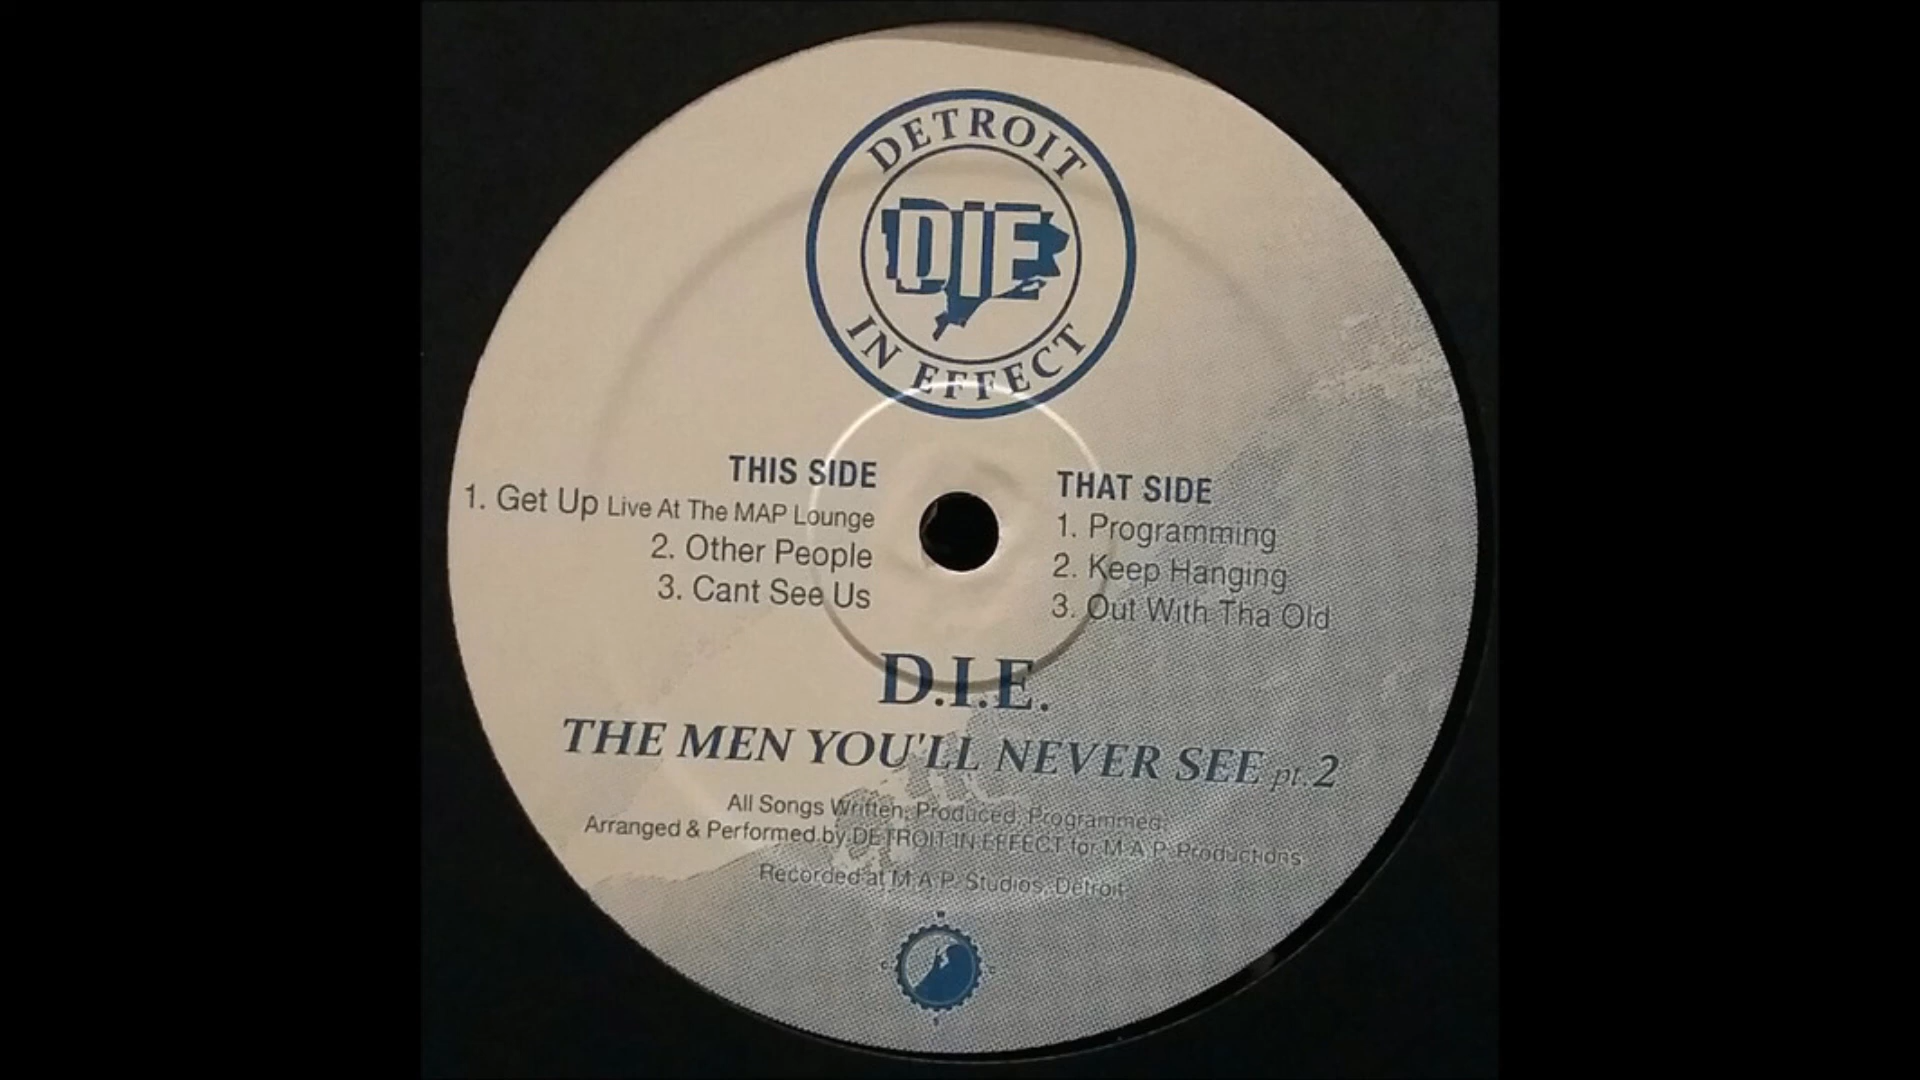 DETROIT
DIE
IN EFFECT
THIS SIDE
1. Get Up Live At The MAP Lounge
2. Other People
3. Cant See Us
THAT SIDE
1. Programming
2. Keep Hanging
3. Out With Tha Old
D.I.E.
THE MEN YOU'LL NEVER SEE pt. 2
All Songs Written, Produced, Programmed,
Arranged & Performed by DETROIT IN EFFECT for M.A.P. Productions
Recorded at M.A.P. Studios, Detroit